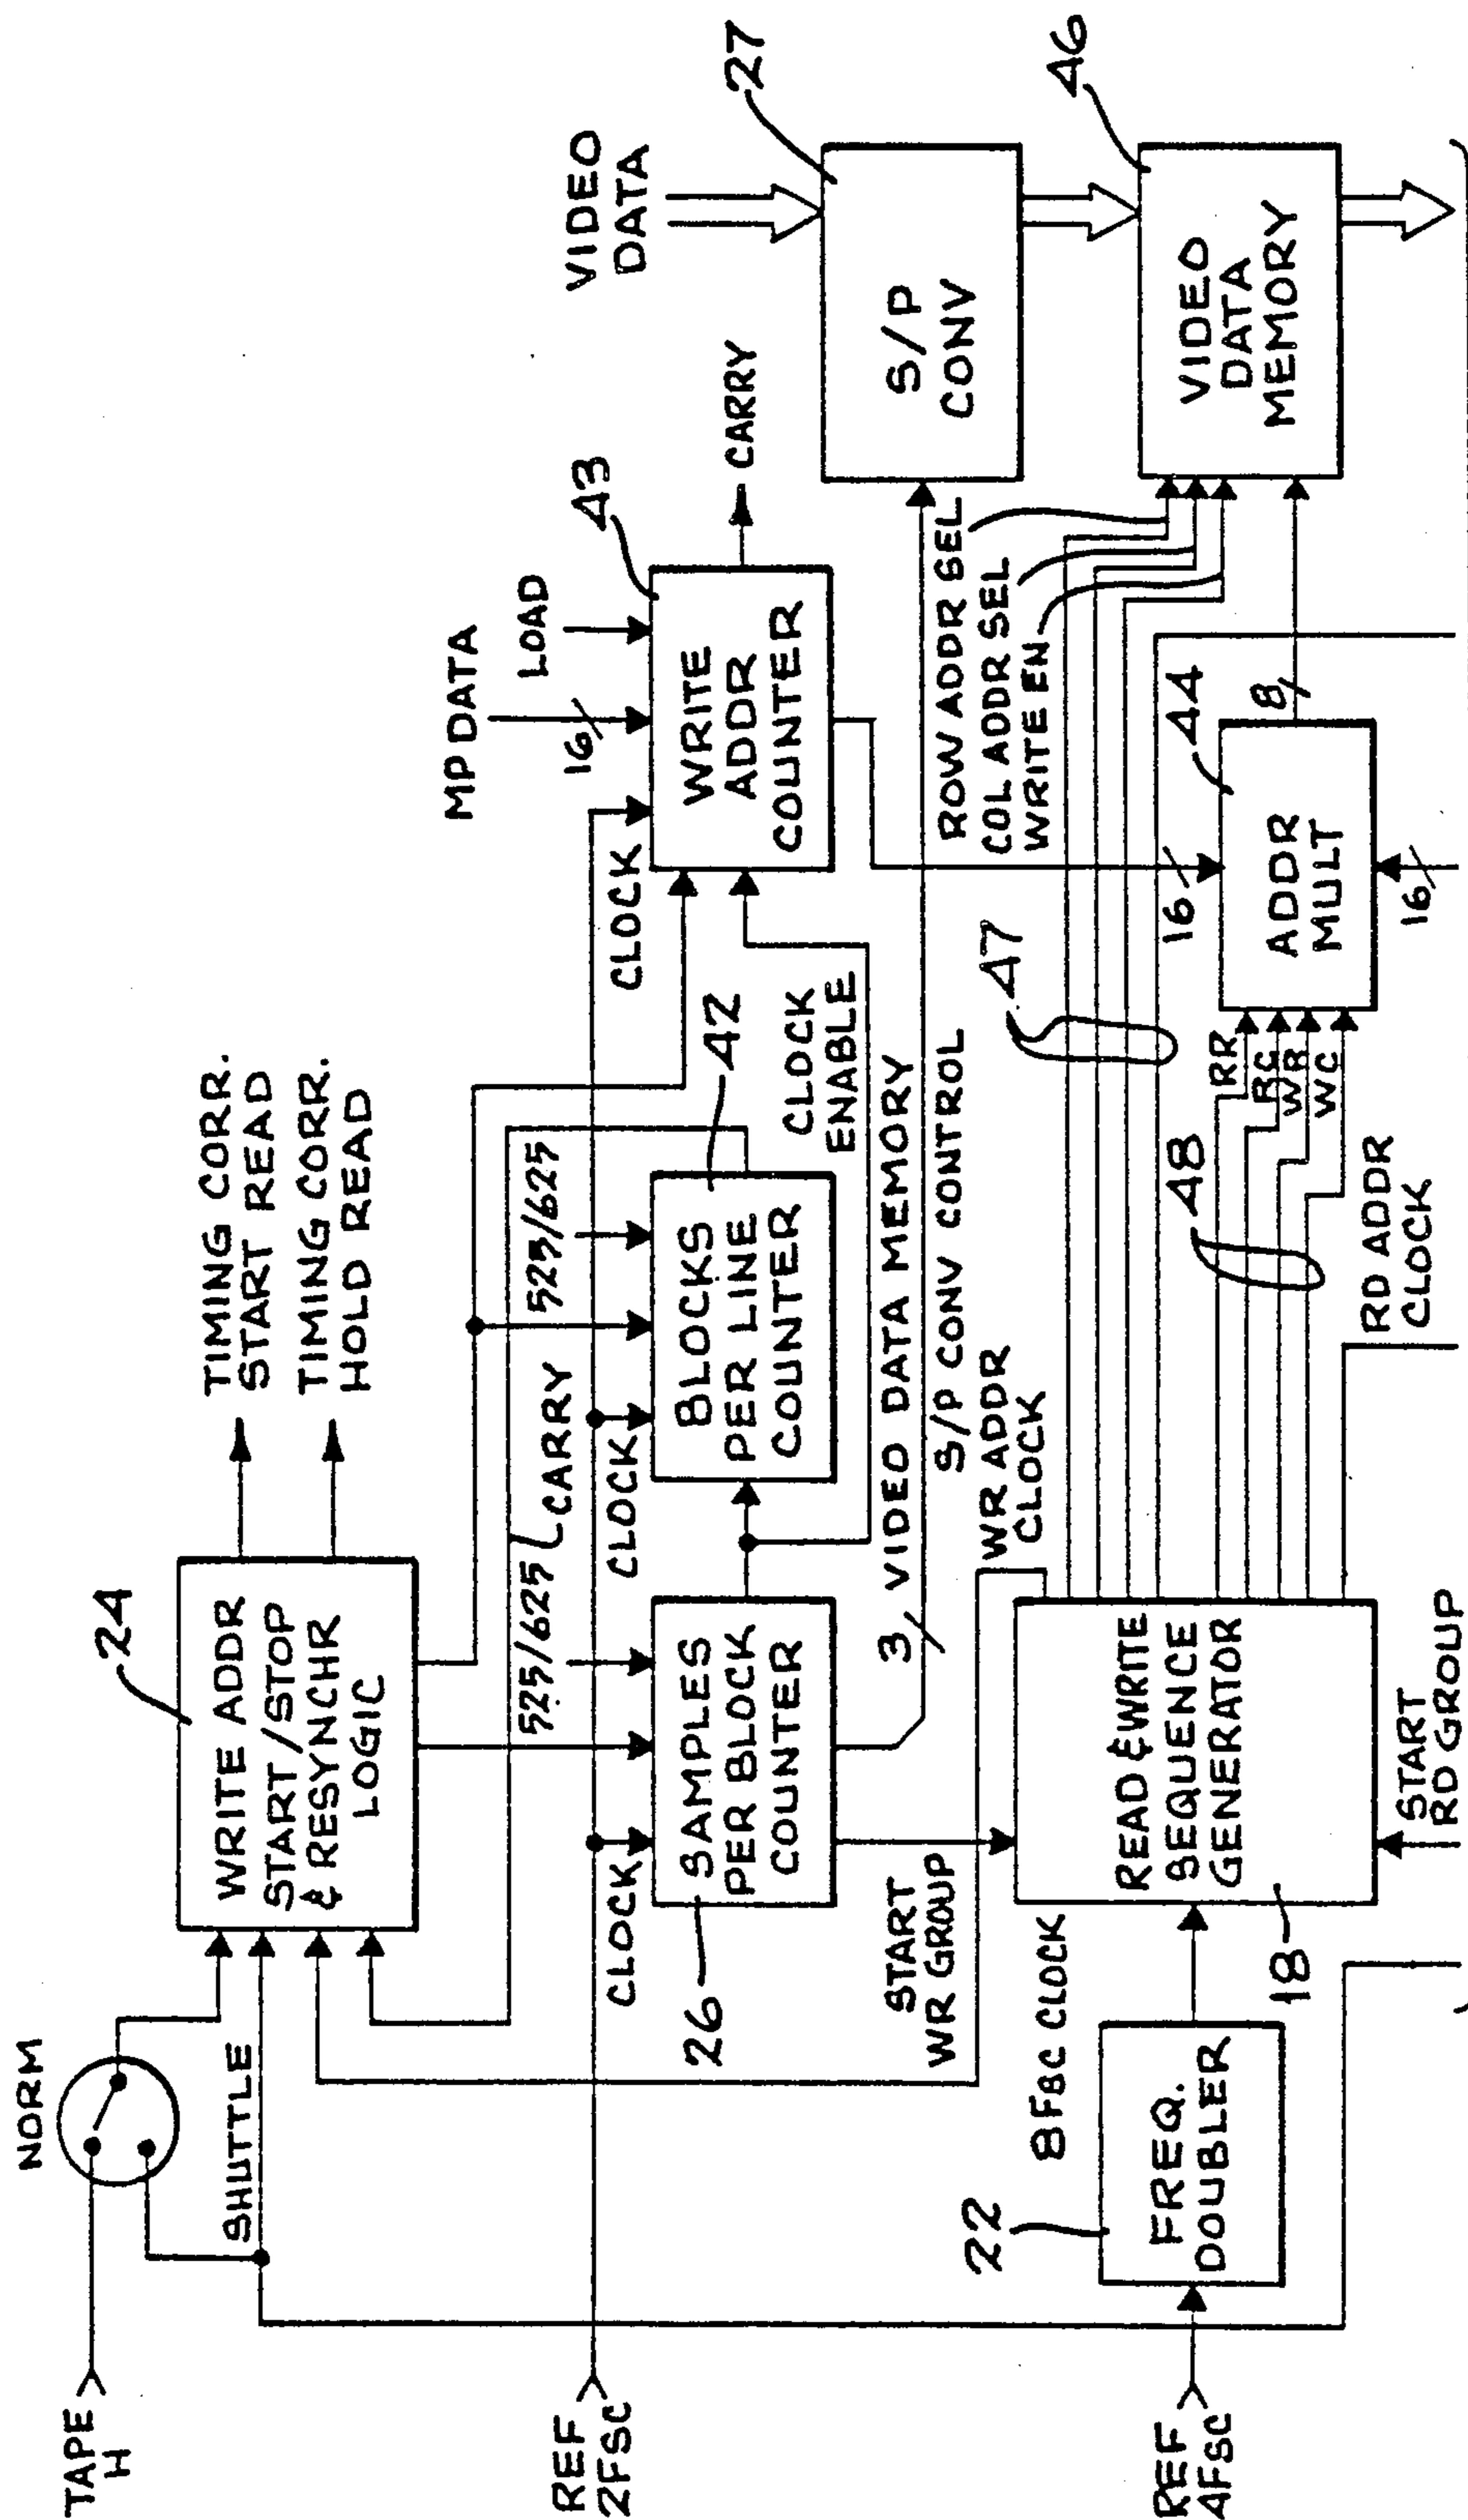 TAPE
H
NORM
SHUTTLE
24
WRITE ADDR
START/STOP
& RESYNCHR
LOGIC
TIMING CORR.
START READ
TIMING CORR.
HOLD READ
REF
2FSC
CLOCK
525/625
CARRY
26
SAMPLES
PER BLOCK
COUNTER
CLOCK
525/625
42
BLOCKS
PER LINE
COUNTER
CLOCK
ENABLE
MP DATA
16
LOAD
CLOCK
43
WRITE
ADDR
COUNTER
CARRY
VIDEO
DATA
27
S/P
CONV
3
VIDEO DATA MEMORY
S/P CONV CONTROL
START
WR GROUP
WR ADDR
CLOCK
ROW ADDR SEL
COL ADDR SEL
WRITE EN
46
VIDEO
DATA
MEMORY
REF
4FSC
22
FREQ.
DOUBLER
8FSC CLOCK
18
READ & WRITE
SEQUENCE
GENERATOR
START
RD GROUP
47
48
RR
RC
WR
WC
RD ADDR
CLOCK
16
44
ADDR
MULT
8
16